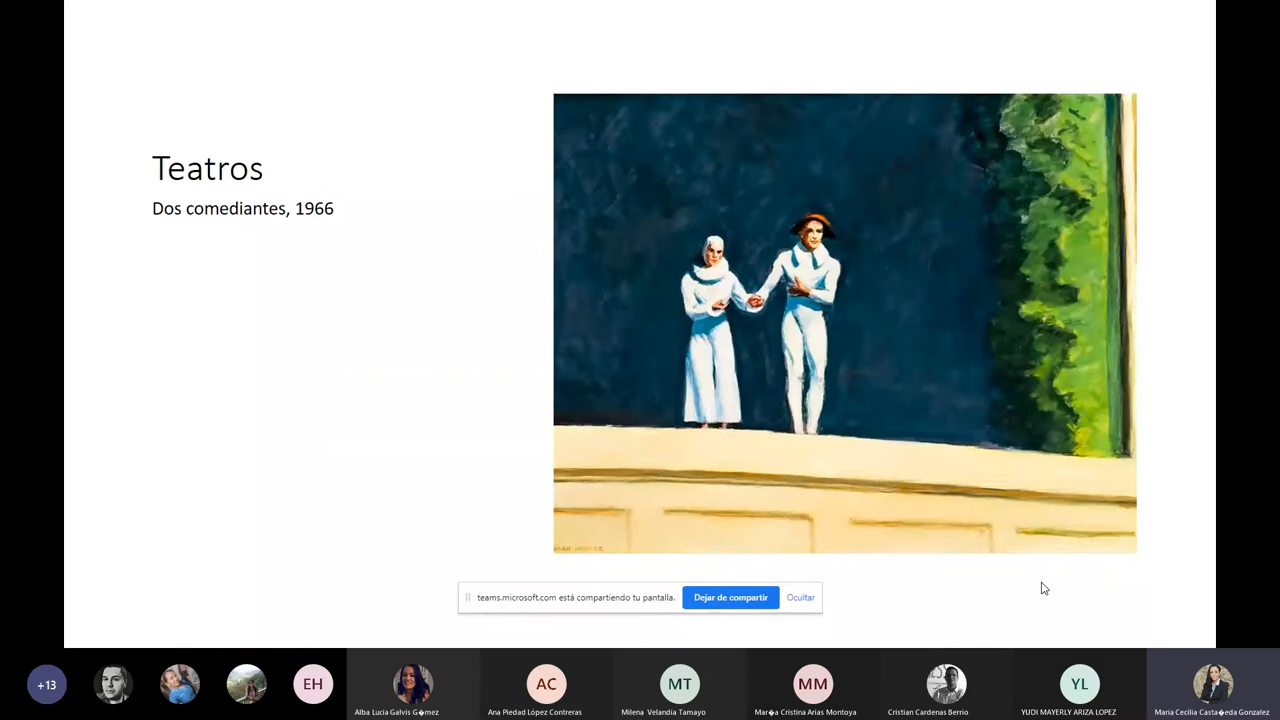 Teatros
Dos comediantes, 1966
teams.microsoft.com está compartiendo tu pantalla.
Dejar de compartir
Ocultar
+13
EH
AC
MT
MM
YL
Alba Lucia Galvis G�mez
Ana Piedad López Contreras
Milena Velandia Tamayo
Mar�a Cristina Arias Montoya
Cristian Cardenas Berrio
YUDI MAYERLY ARIZA LOPEZ
Maria Cecilia Casta�eda Gonzalez